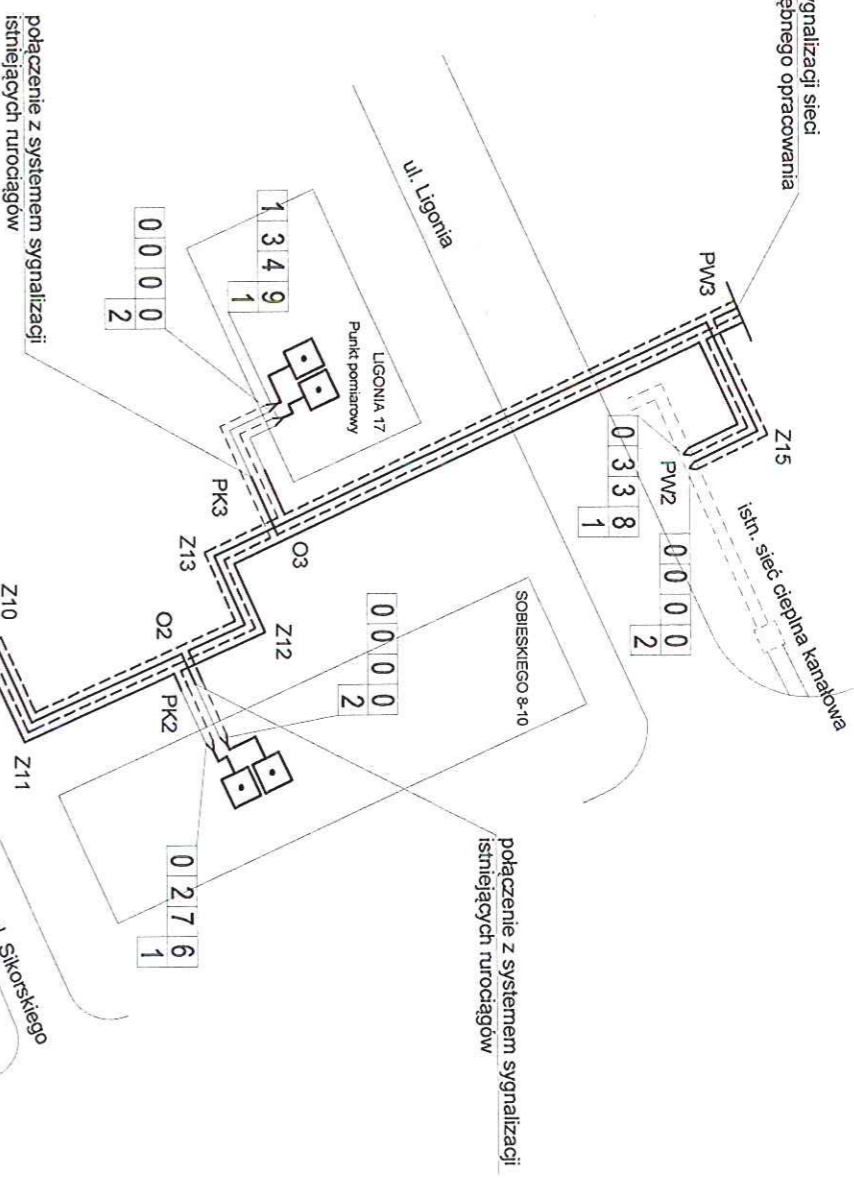 ygnalizacji sieci
ębnego opracowania
PW3
Z15
ul. Ligonia
istn. sieć cieplna kanałowa
PW2
0 3 3 8
1
0 0 0 0
2
1 3 4 9
1
LIGONIA 17
Punkt pomiarowy
0 0 0 0
2
połączenie z systemem sygnalizacji
istniejących rurociągów
PK3
O3
Z13
Z12
O2
PK2
SOBIESKIEGO 8-10
0 0 0 0
2
połączenie z systemem sygnalizacji
istniejących rurociągów
0 2 7 6
1
Z10
Z11
l. Sikorskiego